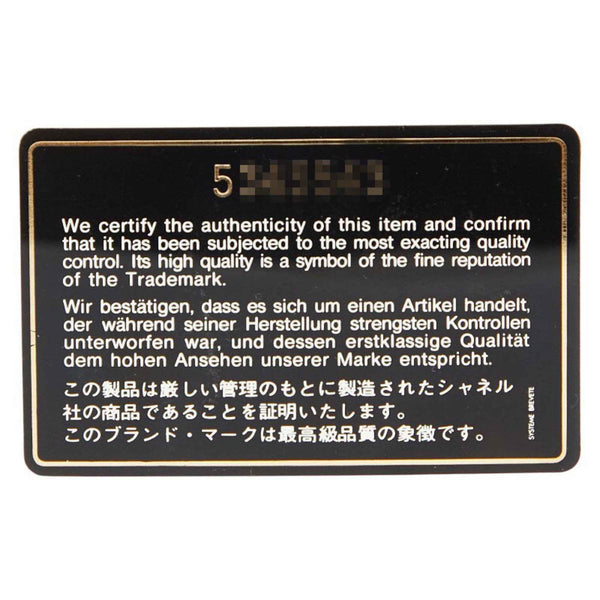 5
We certify the authenticity of this item and confirm
that it has been subjected to the most exacting quality
control. Its high quality is a symbol of the fine reputation
of the Trademark.
Wir bestätigen, dass es sich um einen Artikel handelt,
der während seiner Herstellung strengsten Kontrollen
unterworfen war, und dessen erstklassige Qualität
dem hohen Ansehen unserer Marke entspricht.
この製品は厳しい管理のもとに製造されたシャネル
社の商品であることを証明いたします。
このブランド・マークは最高級品質の象徴です。
SYSTEME BREVETE